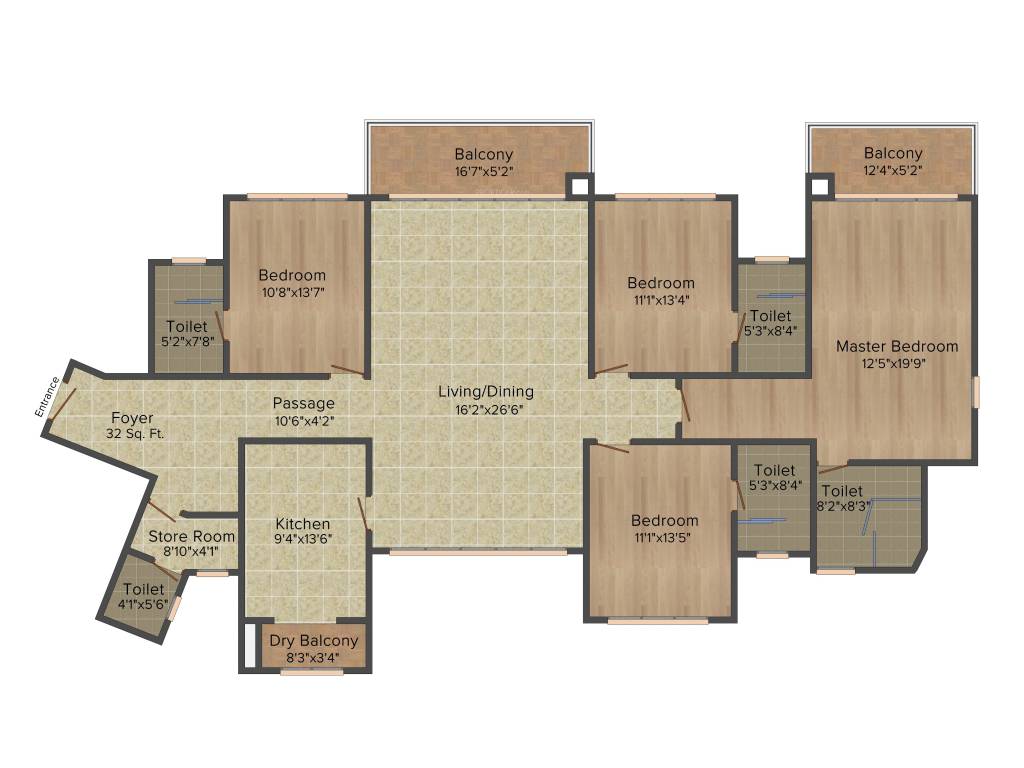 Balcony
16'7"x5'2"
Balcony
12'4"x5'2"
Bedroom
10'8"x13'7"
Bedroom
11'1"x13'4"
Toilet
5'2"x7'8"
Toilet
5'3"x8'4"
Master Bedroom
12'5"x19'9"
Entrance
Foyer
32 Sq. Ft.
Passage
10'6"x4'2"
Living/Dining
16'2"x26'6"
Toilet
5'3"x8'4"
Toilet
8'2"x8'3"
Kitchen
9'4"x13'6"
Bedroom
11'1"x13'5"
Store Room
8'10"x4'1"
Toilet
4'1"x5'6"
Dry Balcony
8'3"x3'4"